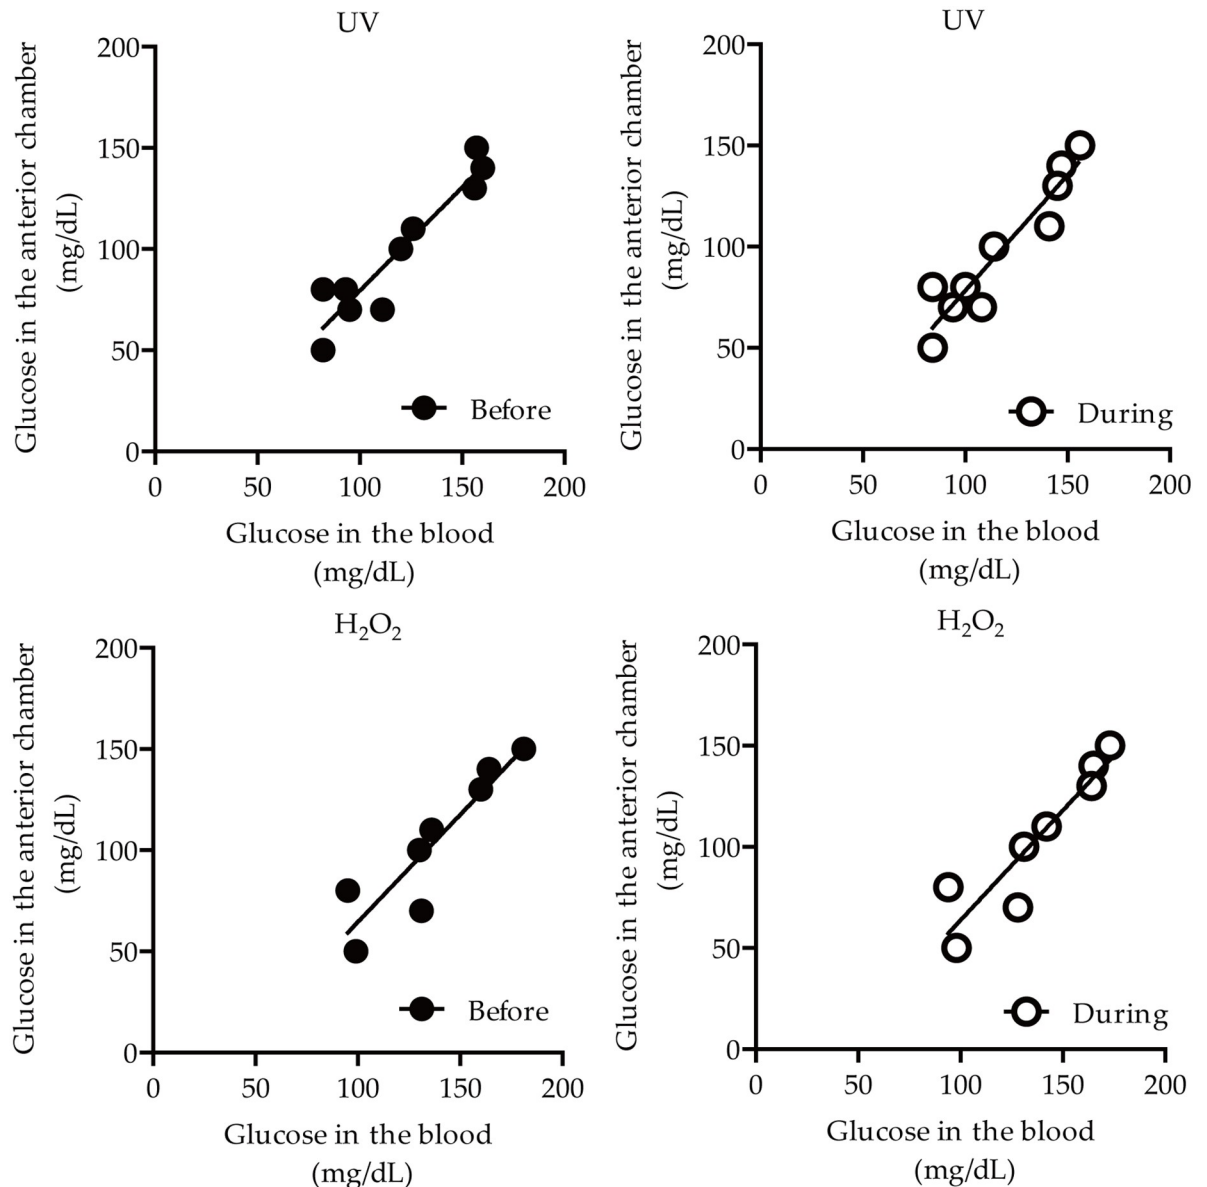 UV
Glucose in the anterior chamber
(mg/dL)
200
150
100
50
0
Before
0 50 100 150 200
Glucose in the blood
(mg/dL)
UV
Glucose in the anterior chamber
(mg/dL)
200
150
100
50
0
During
0 50 100 150 200
Glucose in the blood
(mg/dL)
H₂O₂
Glucose in the anterior chamber
(mg/dL)
200
150
100
50
0
Before
0 50 100 150 200
Glucose in the blood
(mg/dL)
H₂O₂
Glucose in the anterior chamber
(mg/dL)
200
150
100
50
0
During
0 50 100 150 200
Glucose in the blood
(mg/dL)